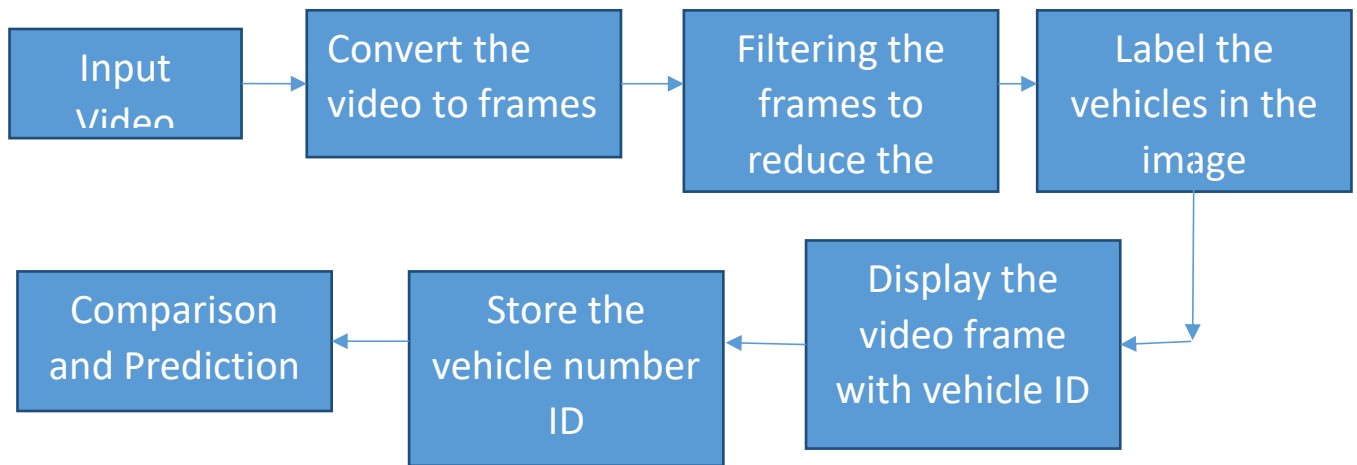 Input
Video
Convert the
video to frames
Filtering the
frames to
reduce the
Label the
vehicles in the
image
Display the
video frame
with vehicle ID
Store the
vehicle number
ID
Comparison
and Prediction